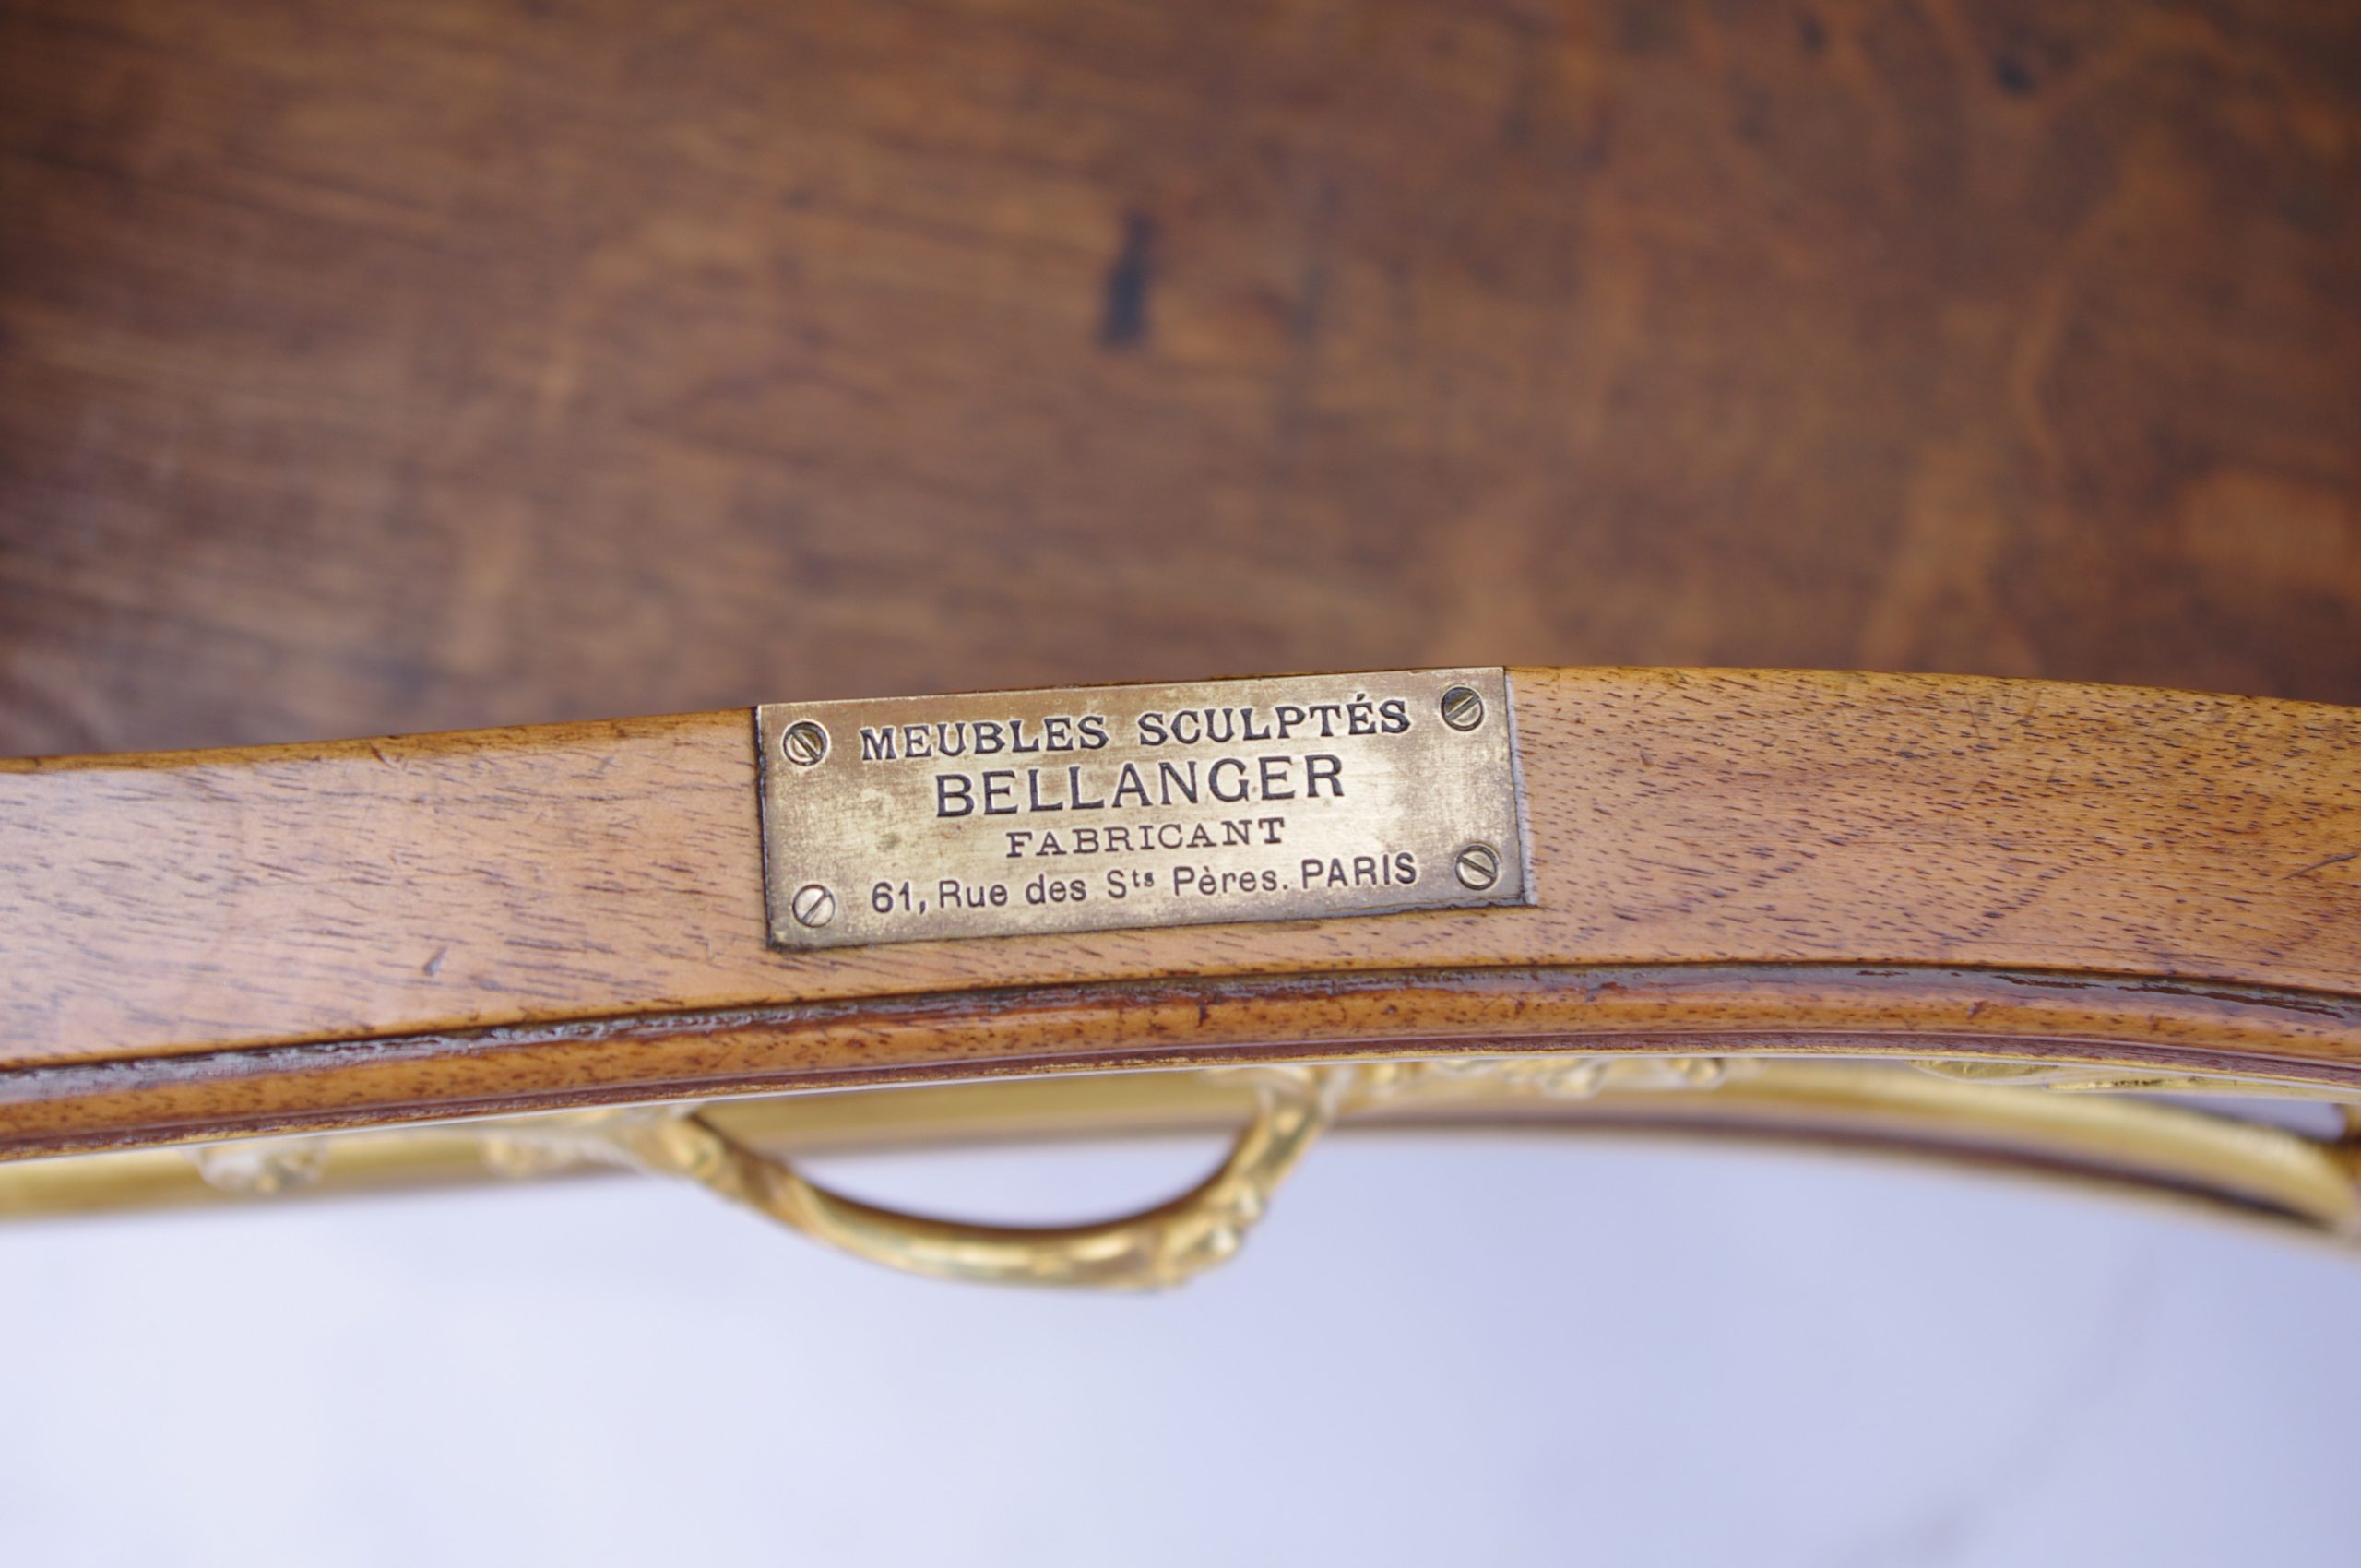 MEUBLES SCULPTÉS
BELLANGER
FABRICANT
61, Rue des Sts Pères. PARIS